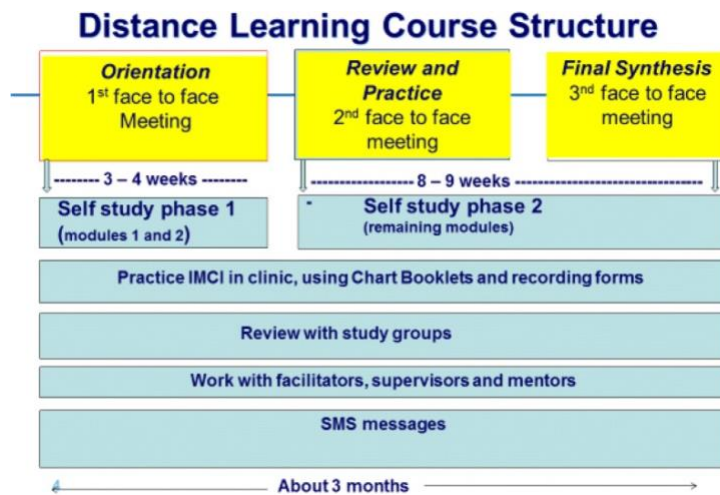 Distance Learning Course Structure
Orientation
1st face to face
Meeting
Review and
Practice
2nd face to face
meeting
Final Synthesis
3nd face to face
meeting
-------- 3 – 4 weeks --------
----------------- 8 – 9 weeks --------------------------------
Self study phase 1
(modules 1 and 2)
- Self study phase 2
(remaining modules)
Practice IMCI in clinic, using Chart Booklets and recording forms
Review with study groups
Work with facilitators, supervisors and mentors
SMS messages
4
About 3 months